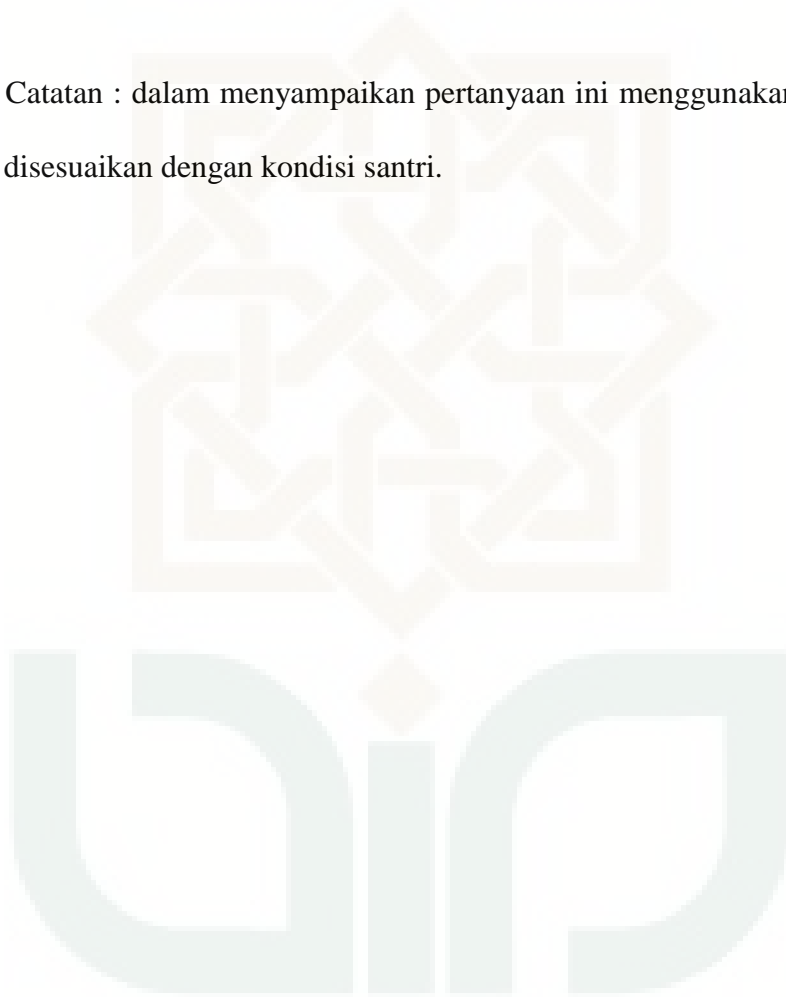 Catatan : dalam menyampaikan pertanyaan ini menggunakan
disesuaikan dengan kondisi santri.